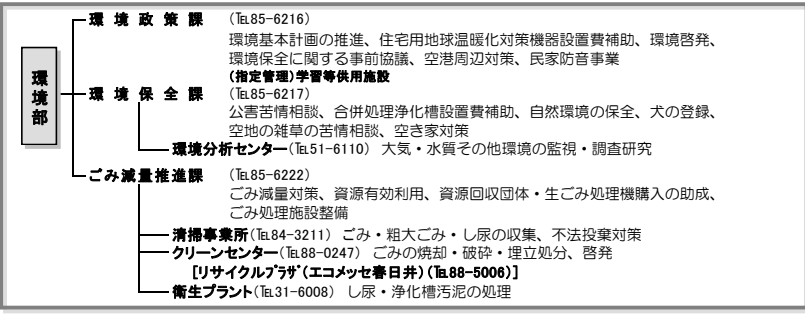 環境部
環境政策課 (℡85-6216)
環境基本計画の推進、住宅用地球温暖化対策機器設置費補助、環境啓発、
環境保全に関する事前協議、空港周辺対策、民家防音事業
(指定管理)学習等供用施設
環境保全課 (℡85-6217)
公害苦情相談、合併処理浄化槽設置費補助、自然環境の保全、犬の登録、
空地の雑草の苦情相談、空き家対策
環境分析センター(℡51-6110) 大気・水質その他環境の監視・調査研究
ごみ減量推進課 (℡85-6222)
ごみ減量対策、資源有効利用、資源回収団体・生ごみ処理機購入の助成、
ごみ処理施設整備
清掃事業所(℡84-3211) ごみ・粗大ごみ・し尿の収集、不法投棄対策
クリーンセンター(℡88-0247) ごみの焼却・破砕・埋立処分、啓発
[リサイクルプラザ(エコメッセ春日井)(℡88-5006)]
衛生プラント(℡31-6008) し尿・浄化槽汚泥の処理